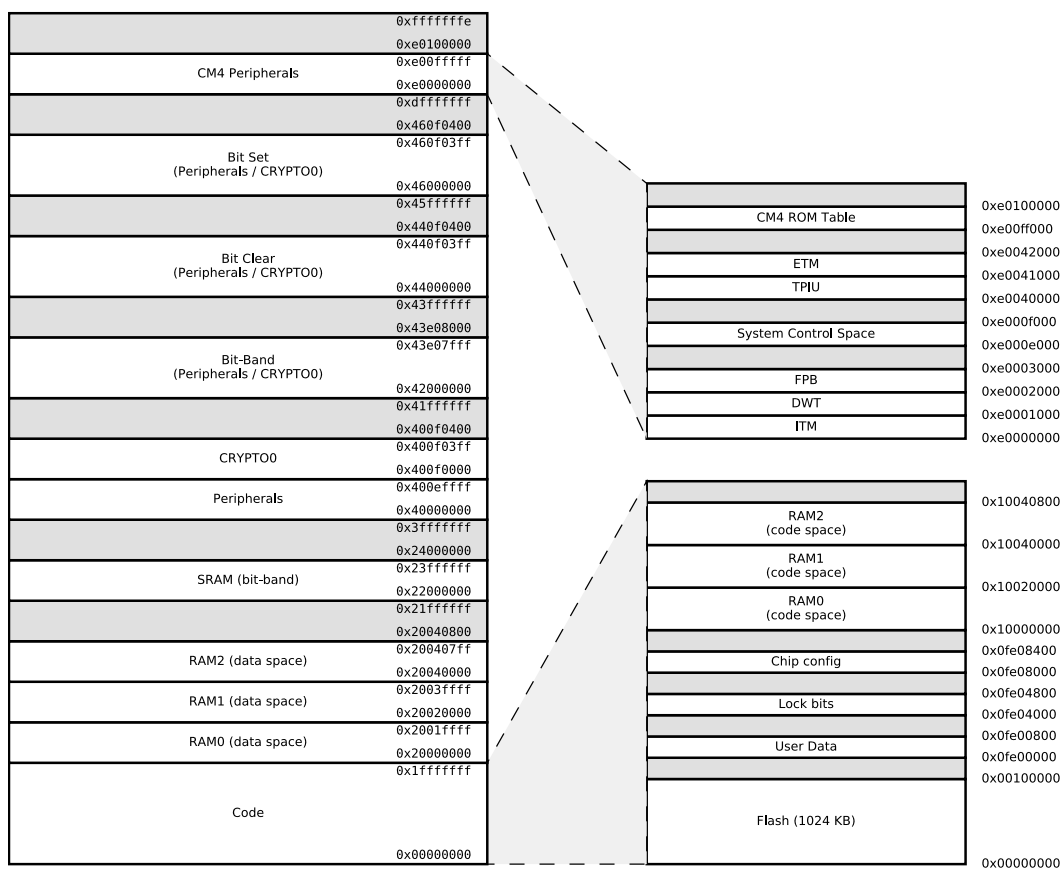 0xfffffffe
0xe0100000
0xe00fffff
CM4 Peripherals
0xe0000000
0xdfffffff
0x460f0400
0x460f03ff
Bit Set
(Peripherals / CRYPTO0)
0x46000000
0x45ffffff
0x440f0400
0x440f03ff
Bit Clear
(Peripherals / CRYPTO0)
0x44000000
0x43ffffff
0x43e08000
0x43e07fff
Bit-Band
(Peripherals / CRYPTO0)
0x42000000
0x41ffffff
0x400f0400
0x400f03ff
CRYPTO0
0x400f0000
0x400effff
Peripherals
0x40000000
0x3fffffff
0x24000000
0x23ffffff
SRAM (bit-band)
0x22000000
0x21ffffff
0x20040800
0x200407ff
RAM2 (data space)
0x20040000
0x2003ffff
RAM1 (data space)
0x20020000
0x2001ffff
RAM0 (data space)
0x20000000
0x1fffffff
Code
0x00000000
0xe0100000
CM4 ROM Table
0xe00ff000
0xe0042000
ETM
0xe0041000
TPIU
0xe0040000
0xe000f000
System Control Space
0xe000e000
0xe0003000
FPB
0xe0002000
DWT
0xe0001000
ITM
0xe0000000
0x10040800
RAM2
(code space)
0x10040000
RAM1
(code space)
0x10020000
RAM0
(code space)
0x10000000
0x0fe08400
Chip config
0x0fe08000
0x0fe04800
Lock bits
0x0fe04000
0x0fe00800
User Data
0x0fe00000
0x00100000
Flash (1024 KB)
0x00000000